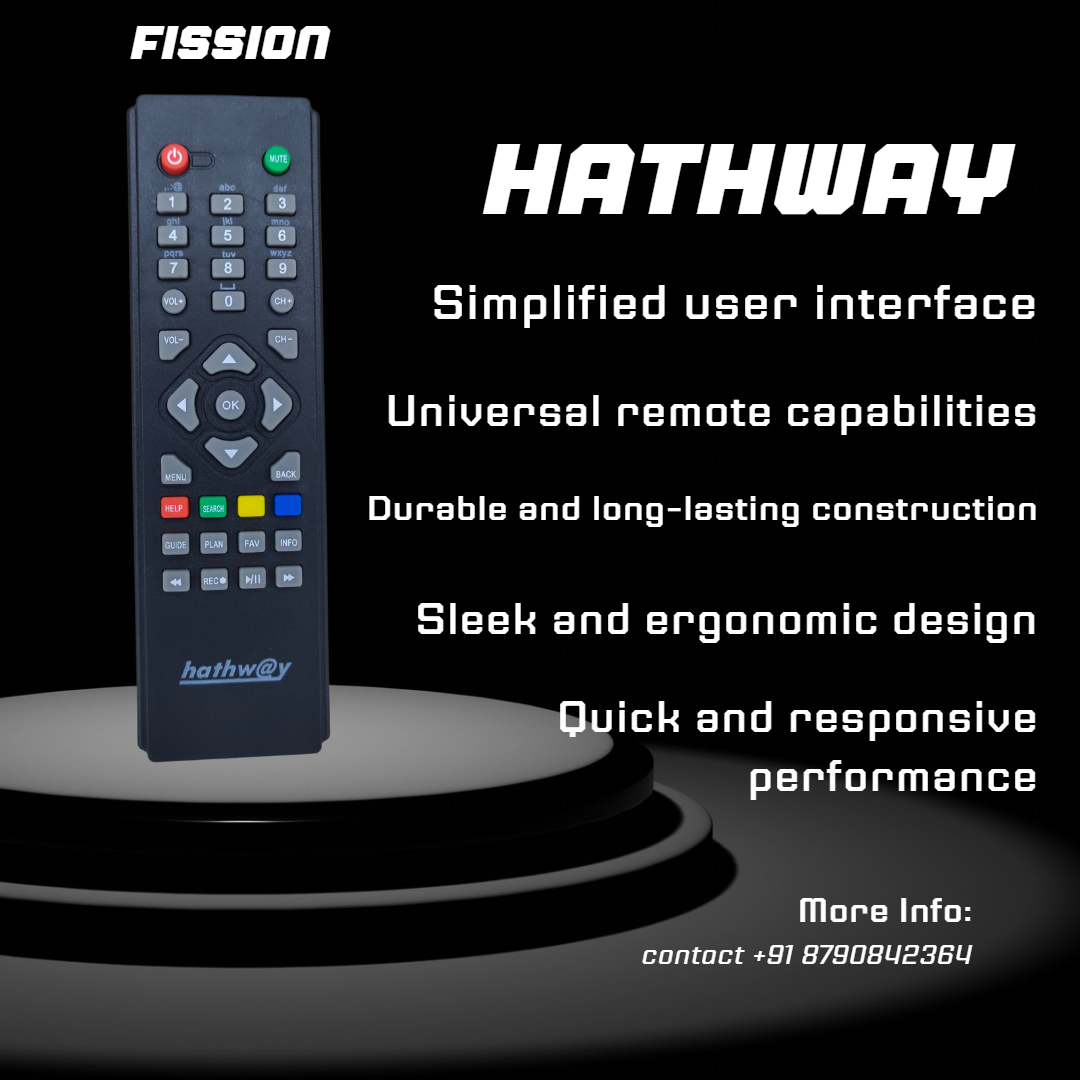 FISSION
HATHWAY
Simplified user interface
Universal remote capabilities
Durable and long-lasting construction
Sleek and ergonomic design
Quick and responsive
performance
More Info:
contact +91 8790842364
MUTE
.-:@ abc def
1 2 3
ghi jkl mno
4 5 6
pqrs tuv wxyz
7 8 9
VOL+ 0 CH+
VOL- CH-
OK
MENU BACK
HELP SEARCH
GUIDE PLAN FAV INFO
REC
hathw@y